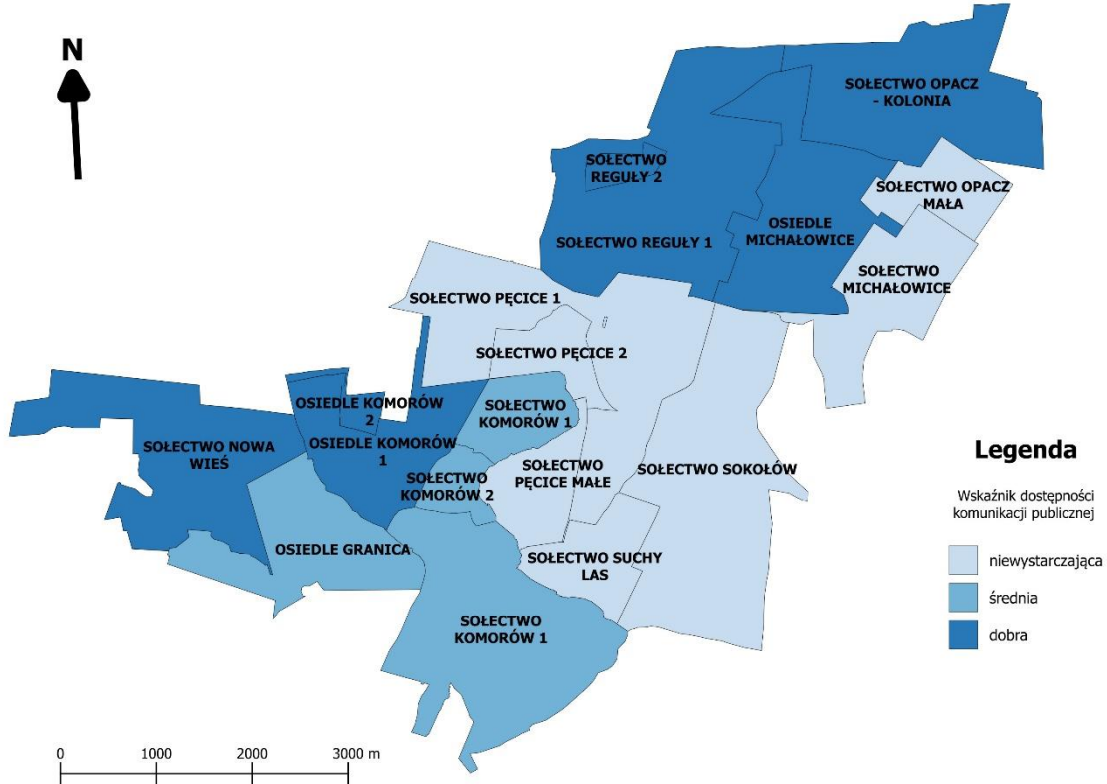 N
SOŁECTWO OPACZ
- KOLONIA
SOŁECTWO
REGUŁY 2
SOŁECTWO OPACZ
MAŁA
SOŁECTWO REGUŁY 1
OSIEDLE
MICHAŁOWICE
SOŁECTWO
MICHAŁOWICE
SOŁECTWO PĘCICE 1
SOŁECTWO PĘCICE 2
OSIEDLE KOMORÓW
2
SOŁECTWO
KOMORÓW 1
SOŁECTWO NOWA
WIEŚ
OSIEDLE KOMORÓW
1
SOŁECTWO
PĘCICE MAŁE
SOŁECTWO SOKOŁÓW
SOŁECTWO
KOMORÓW 2
OSIEDLE GRANICA
SOŁECTWO SUCHY
LAS
SOŁECTWO
KOMORÓW 1
Legenda
Wskaźnik dostępności
komunikacji publicznej
niewystarczająca
średnia
dobra
0 1000 2000 3000 m